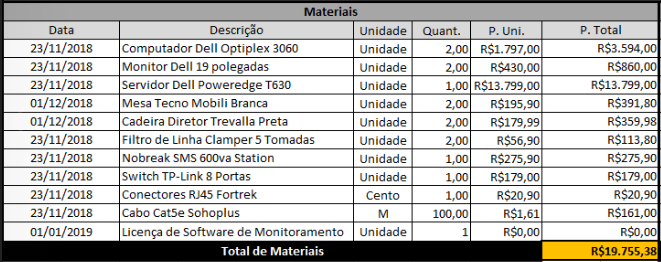 Materiais
Data Descrição Unidade Quant. P. Uni. P. Total
23/11/2018 Computador Dell Optiplex 3060 Unidade 2,00 R$1.797,00 R$3.594,00
23/11/2018 Monitor Dell 19 polegadas Unidade 2,00 R$430,00 R$860,00
23/11/2018 Servidor Dell Poweredge T630 Unidade 1,00 R$13.799,00 R$13.799,00
01/12/2018 Mesa Tecno Mobili Branca Unidade 2,00 R$195,90 R$391,80
01/12/2018 Cadeira Diretor Trevalla Preta Unidade 2,00 R$179,99 R$359,98
23/11/2018 Filtro de Linha Clamper 5 Tomadas Unidade 2,00 R$56,90 R$113,80
23/11/2018 Nobreak SMS 600va Station Unidade 1,00 R$275,90 R$275,90
23/11/2018 Switch TP-Link 8 Portas Unidade 1,00 R$179,00 R$179,00
23/11/2018 Conectores RJ45 Fortrek Cento 1,00 R$20,90 R$20,90
23/11/2018 Cabo Cat5e Sohoplus M 100,00 R$1,61 R$161,00
01/01/2019 Licença de Software de Monitoramento Unidade 1 R$0,00 R$0,00
Total de Materiais R$19.755,38